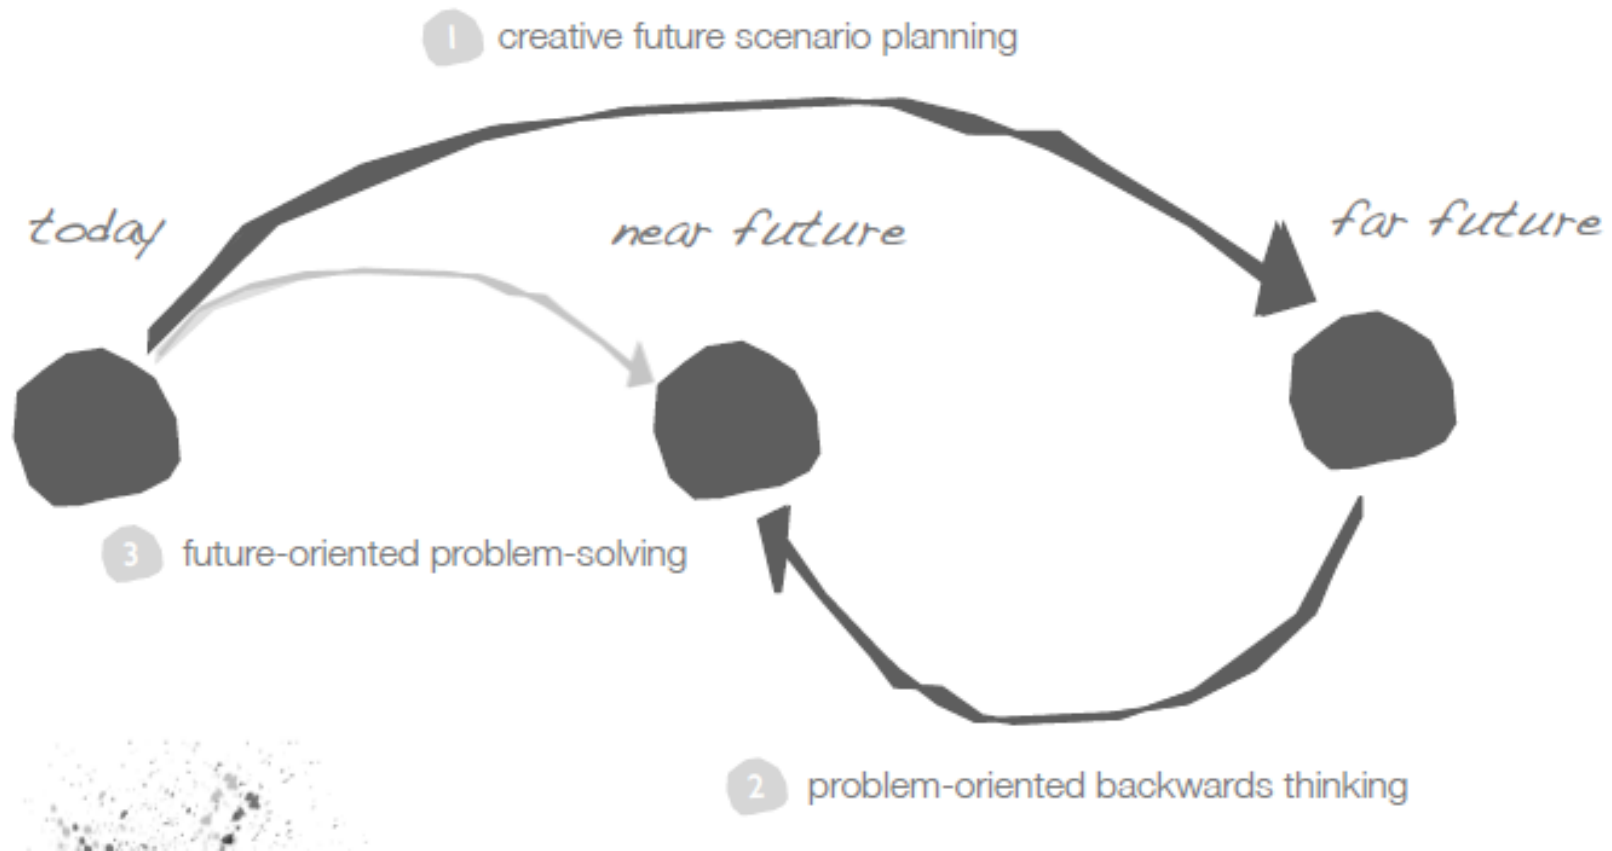 1 creative future scenario planning
today
near future
far future
3 future-oriented problem-solving
2 problem-oriented backwards thinking